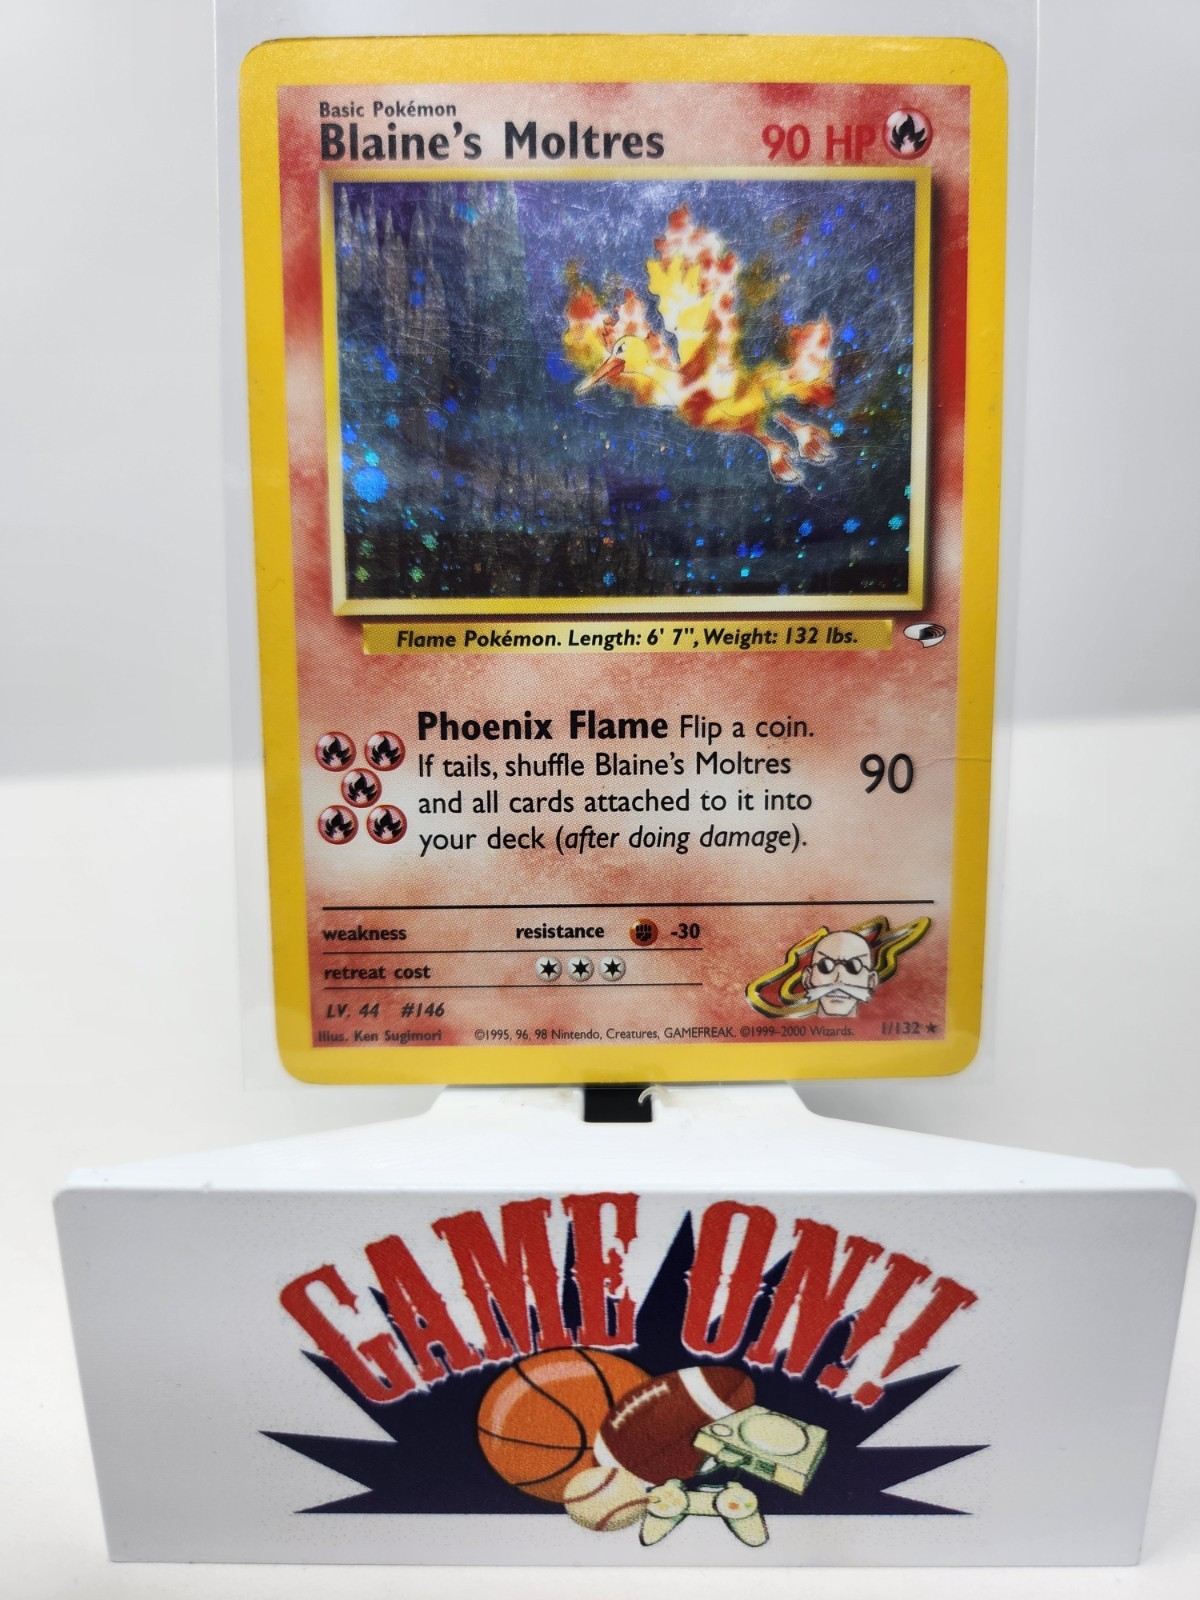 Basic Pokémon
Blaine's Moltres 90 HP
Flame Pokémon. Length: 6' 7", Weight: 132 lbs.
Phoenix Flame Flip a coin.
If tails, shuffle Blaine's Moltres
and all cards attached to it into
your deck (after doing damage).
90
weakness resistance -30
retreat cost
LV. 44 #146
Illus. Ken Sugimori ©1995, 96, 98 Nintendo, Creatures, GAMEFREAK. ©1999-2000 Wizards. 1/132 ★
GAME ON!!